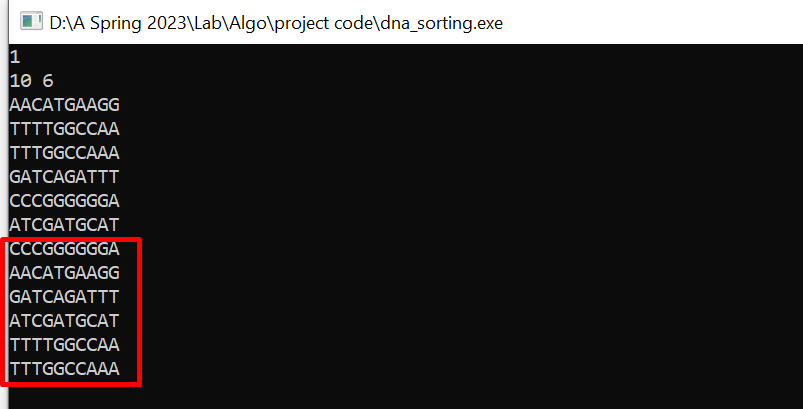 D:\A Spring 2023\Lab\Algo\project code\dna_sorting.exe
1
10 6
AACATGAAGG
TTTTGGCCAA
TTTGGCCAAA
GATCAGATTT
CCCGGGGGGA
ATCGATGCAT
CCCGGGGGGA
AACATGAAGG
GATCAGATTT
ATCGATGCAT
TTTTGGCCAA
TTTGGCCAAA